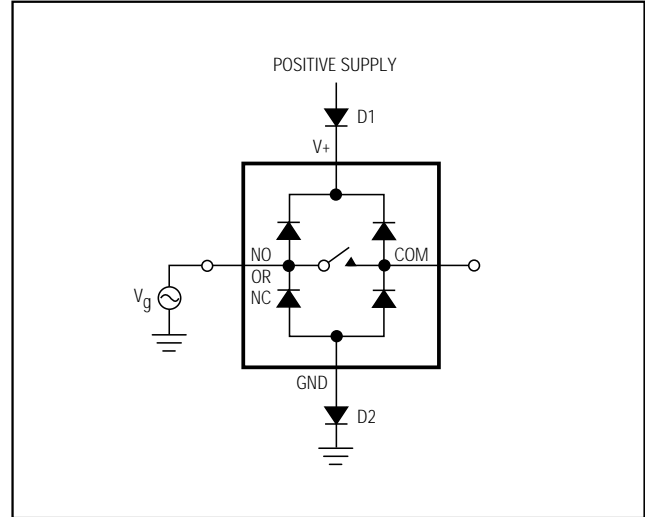 POSITIVE SUPPLY
D1
V+
NO
COM
OR
NC
Vg
GND
D2